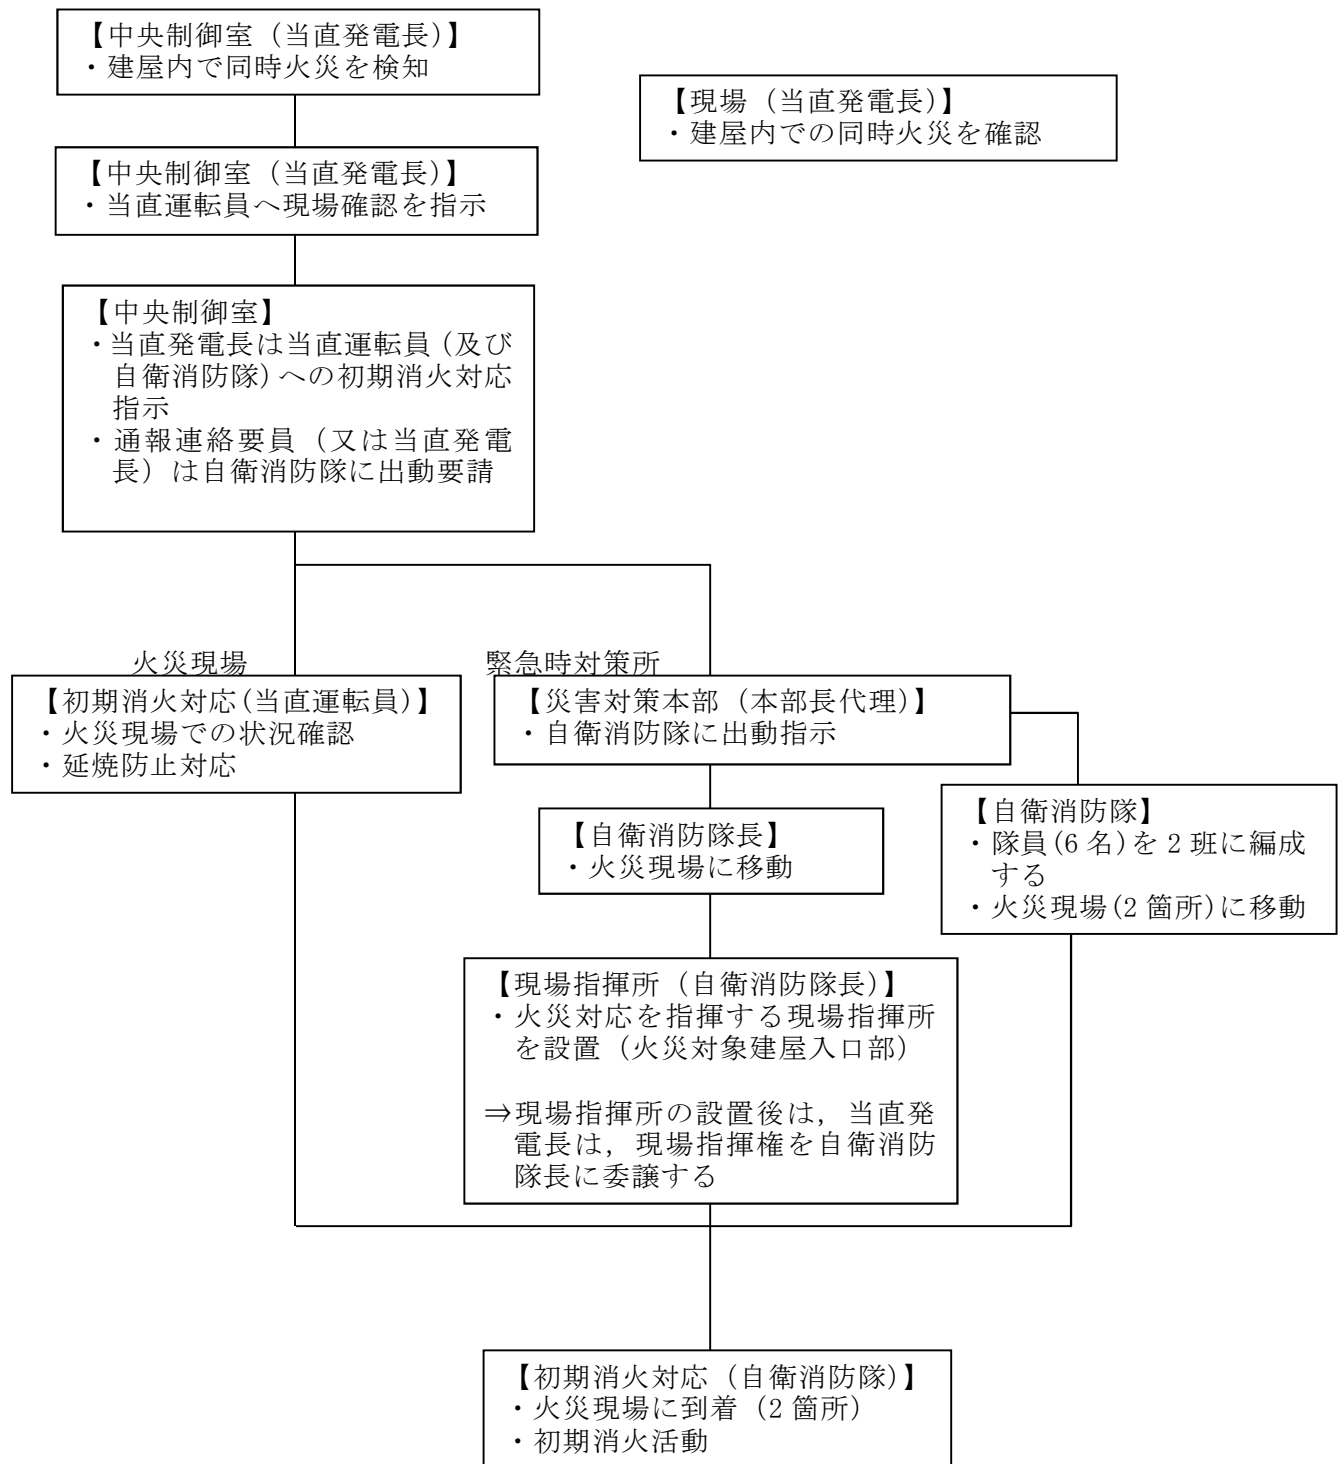 【中央制御室（当直発電長）】
・建屋内で同時火災を検知
【現場（当直発電長）】
・建屋内での同時火災を確認
【中央制御室（当直発電長）】
・当直運転員へ現場確認を指示
【中央制御室】
・当直発電長は当直運転員(及び
自衛消防隊)への初期消火対応
指示
・通報連絡要員（又は当直発電
長）は自衛消防隊に出動要請
火災現場
【初期消火対応(当直運転員)】
・火災現場での状況確認
・延焼防止対応
緊急時対策所
【災害対策本部（本部長代理)】
・自衛消防隊に出動指示
【自衛消防隊長】
・火災現場に移動
【自衛消防隊】
・隊員(6 名)を 2 班に編成
する
・火災現場(2 箇所)に移動
【現場指揮所（自衛消防隊長)】
・火災対応を指揮する現場指揮所
を設置（火災対象建屋入口部）
⇒現場指揮所の設置後は，当直発
電長は，現場指揮権を自衛消防
隊長に委譲する
【初期消火対応（自衛消防隊）】
・火災現場に到着（2 箇所）
・初期消火活動